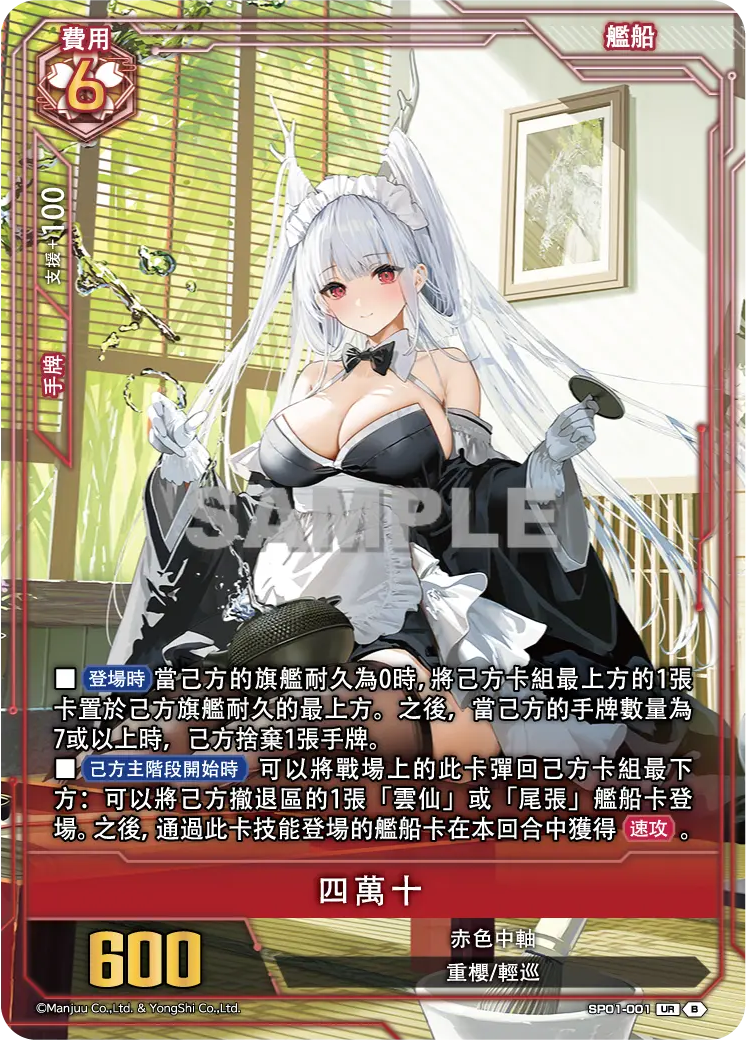 費用
艦船
6
支援+100
手牌
SAMPLE
■ 登場時 當己方的旗艦耐久為0時,將己方卡組最上方的1張
卡置於己方旗艦耐久的最上方。之後,當己方的手牌數量為
7或以上時,己方捨棄1張手牌。
■ 己方主階段開始時 可以將戰場上的此卡彈回己方卡組最下
方：可以將己方撤退區的1張「雲仙」或「尾張」艦船卡登
場。之後,通過此卡技能登場的艦船卡在本回合中獲得 速攻 。
四萬十
600
赤色中軸
重櫻/輕巡
©Manjuu Co.,Ltd. & YongShi Co.,Ltd.
SP01-001 UR B